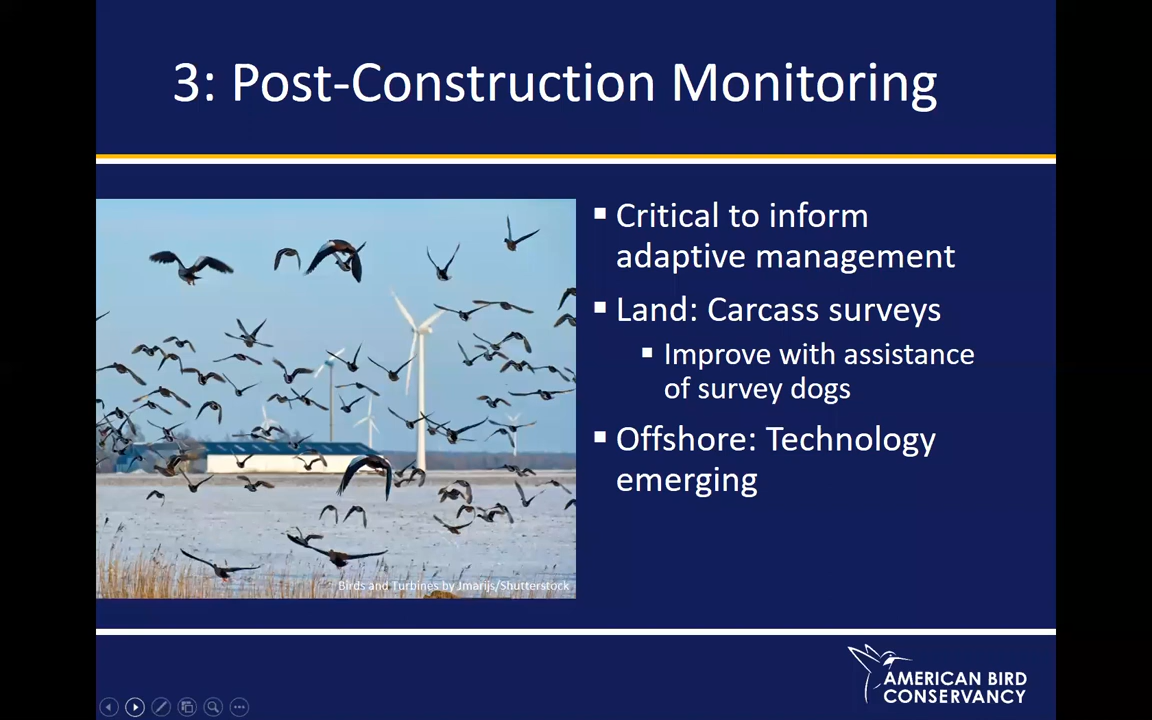 3: Post-Construction Monitoring
▪ Critical to inform
adaptive management
▪ Land: Carcass surveys
▪ Improve with assistance
of survey dogs
▪ Offshore: Technology
emerging
Birds and Turbines by Jmarijs/Shutterstock
AMERICAN BIRD
CONSERVANCY